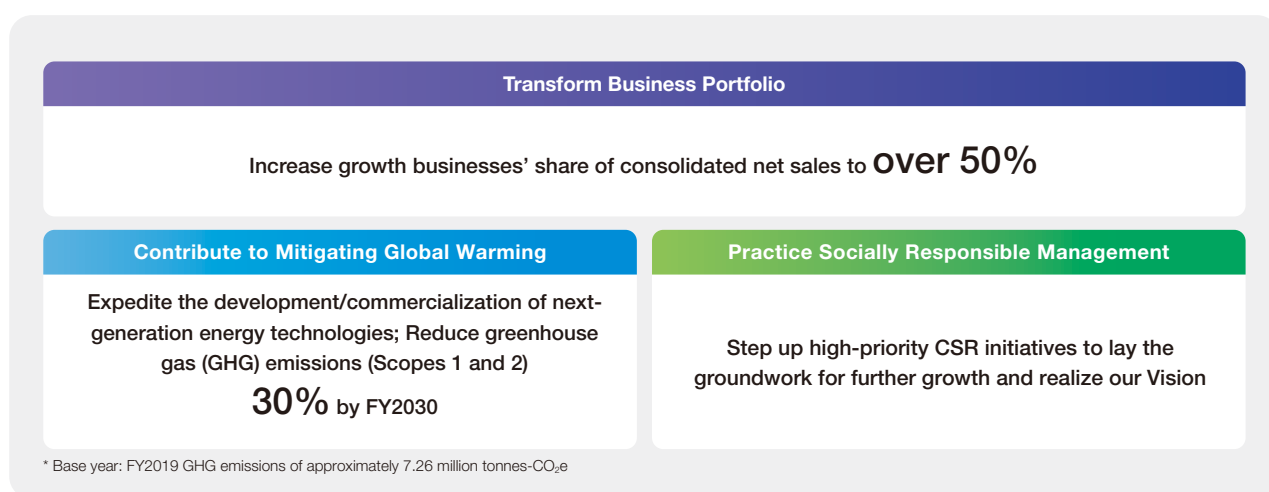 Transform Business Portfolio
Increase growth businesses’ share of consolidated net sales to over 50%
Contribute to Mitigating Global Warming
Expedite the development/commercialization of next-
generation energy technologies; Reduce greenhouse
gas (GHG) emissions (Scopes 1 and 2)
30% by FY2030
Practice Socially Responsible Management
Step up high-priority CSR initiatives to lay the
groundwork for further growth and realize our Vision
* Base year: FY2019 GHG emissions of approximately 7.26 million tonnes-CO₂e